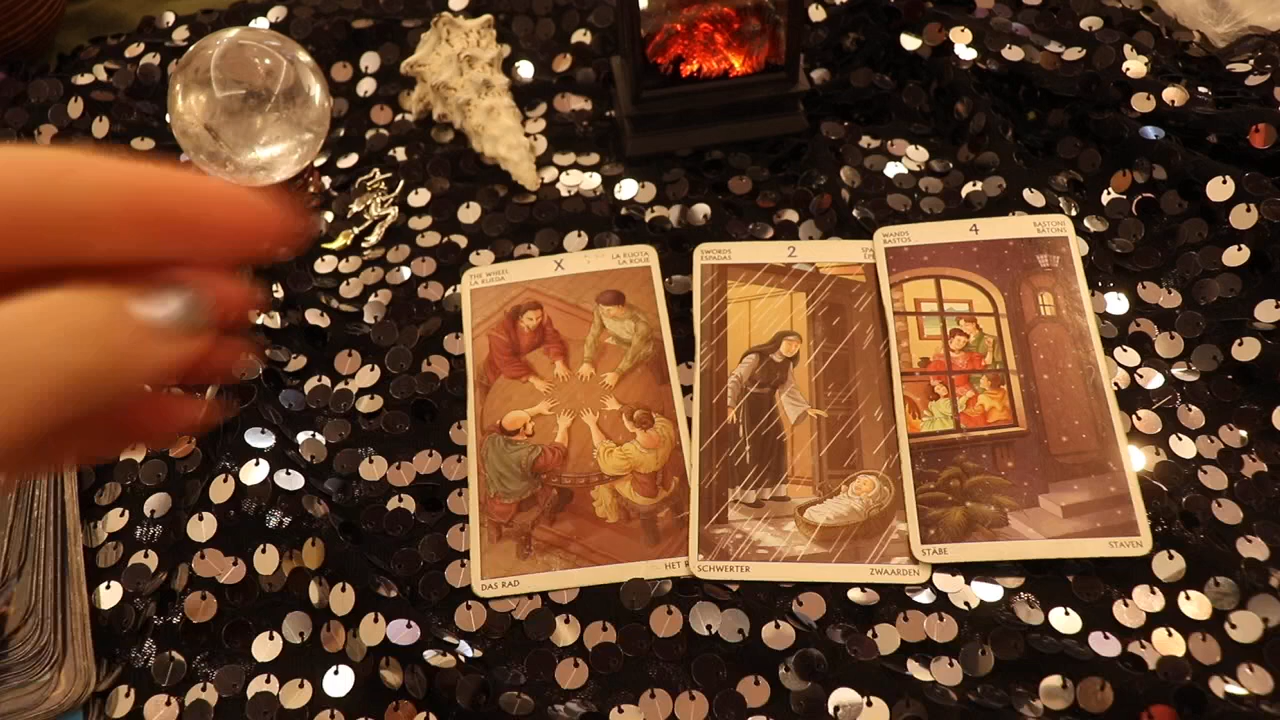 THE WHEEL
LA RUEDA
X
LA RUOTA
LA ROUE
DAS RAD
HET
SWORDS
ESPADAS
2
SCHWERTER
ZWAARDEN
WANDS
BASTOS
4
BASTONI
BATONS
STÄBE
STAVEN